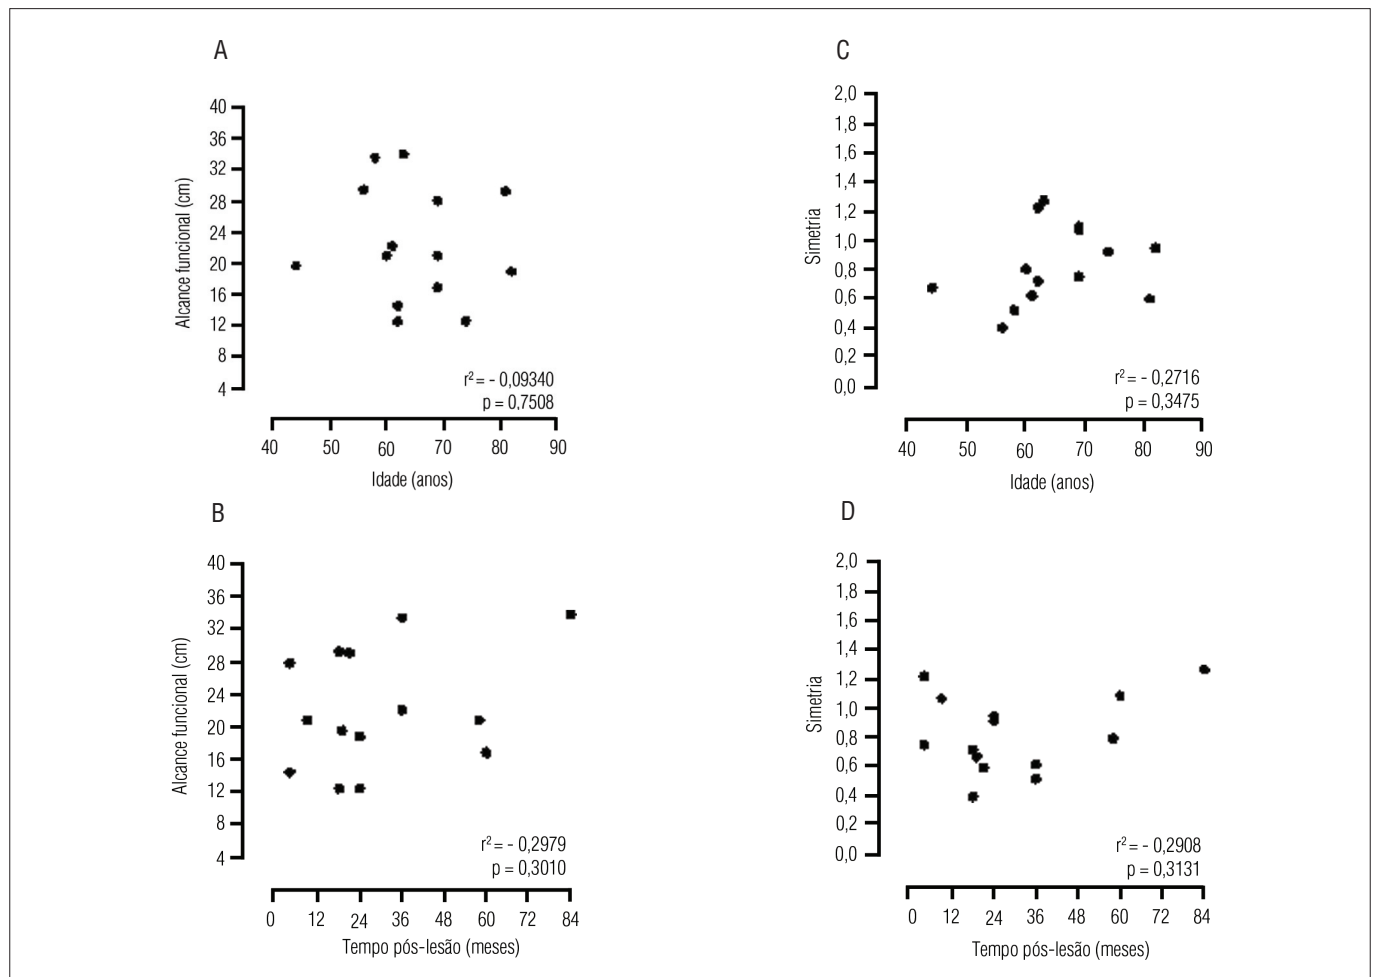 A
Alcance funcional (cm)
40
36
32
28
24
20
16
12
8
4
r² = - 0,09340
p = 0,7508
40 50 60 70 80 90
Idade (anos)
C
Simetria
2,0
1,8
1,6
1,4
1,2
1,0
0,8
0,6
0,4
0,2
0,0
r² = - 0,2716
p = 0,3475
40 50 60 70 80 90
Idade (anos)
B
Alcance funcional (cm)
40
36
32
28
24
20
16
12
8
4
r² = - 0,2979
p = 0,3010
0 12 24 36 48 60 72 84
Tempo pós-lesão (meses)
D
Simetria
2,0
1,8
1,6
1,4
1,2
1,0
0,8
0,6
0,4
0,2
0,0
r² = - 0,2908
p = 0,3131
0 12 24 36 48 60 72 84
Tempo pós-lesão (meses)